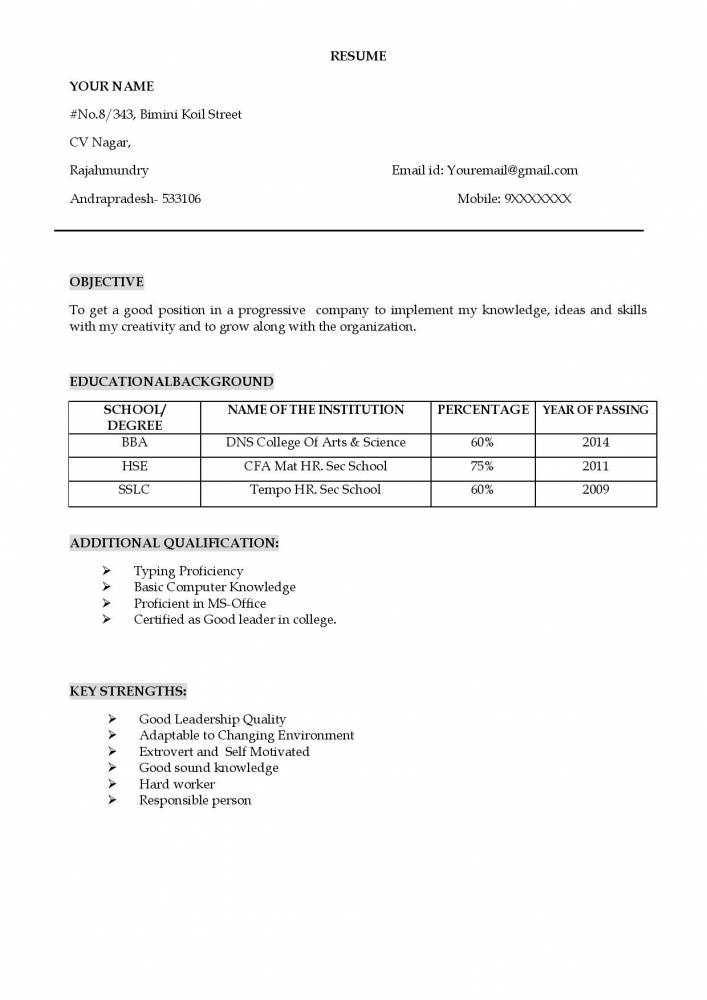 RESUME
YOUR NAME
#No.8/343, Bimini Koil Street
CV Nagar,
Rajahmundry Email id: Youremail@gmail.com
Andrapradesh- 533106 Mobile: 9XXXXXXX
OBJECTIVE
To get a good position in a progressive company to implement my knowledge, ideas and skills
with my creativity and to grow along with the organization.
EDUCATIONALBACKGROUND
SCHOOL/ NAME OF THE INSTITUTION PERCENTAGE YEAR OF PASSING
DEGREE
BBA DNS College Of Arts & Science 60% 2014
HSE CFA Mat HR. Sec School 75% 2011
SSLC Tempo HR. Sec School 60% 2009
ADDITIONAL QUALIFICATION:
➢ Typing Proficiency
➢ Basic Computer Knowledge
➢ Proficient in MS-Office
➢ Certified as Good leader in college.
KEY STRENGTHS:
➢ Good Leadership Quality
➢ Adaptable to Changing Environment
➢ Extrovert and Self Motivated
➢ Good sound knowledge
➢ Hard worker
➢ Responsible person